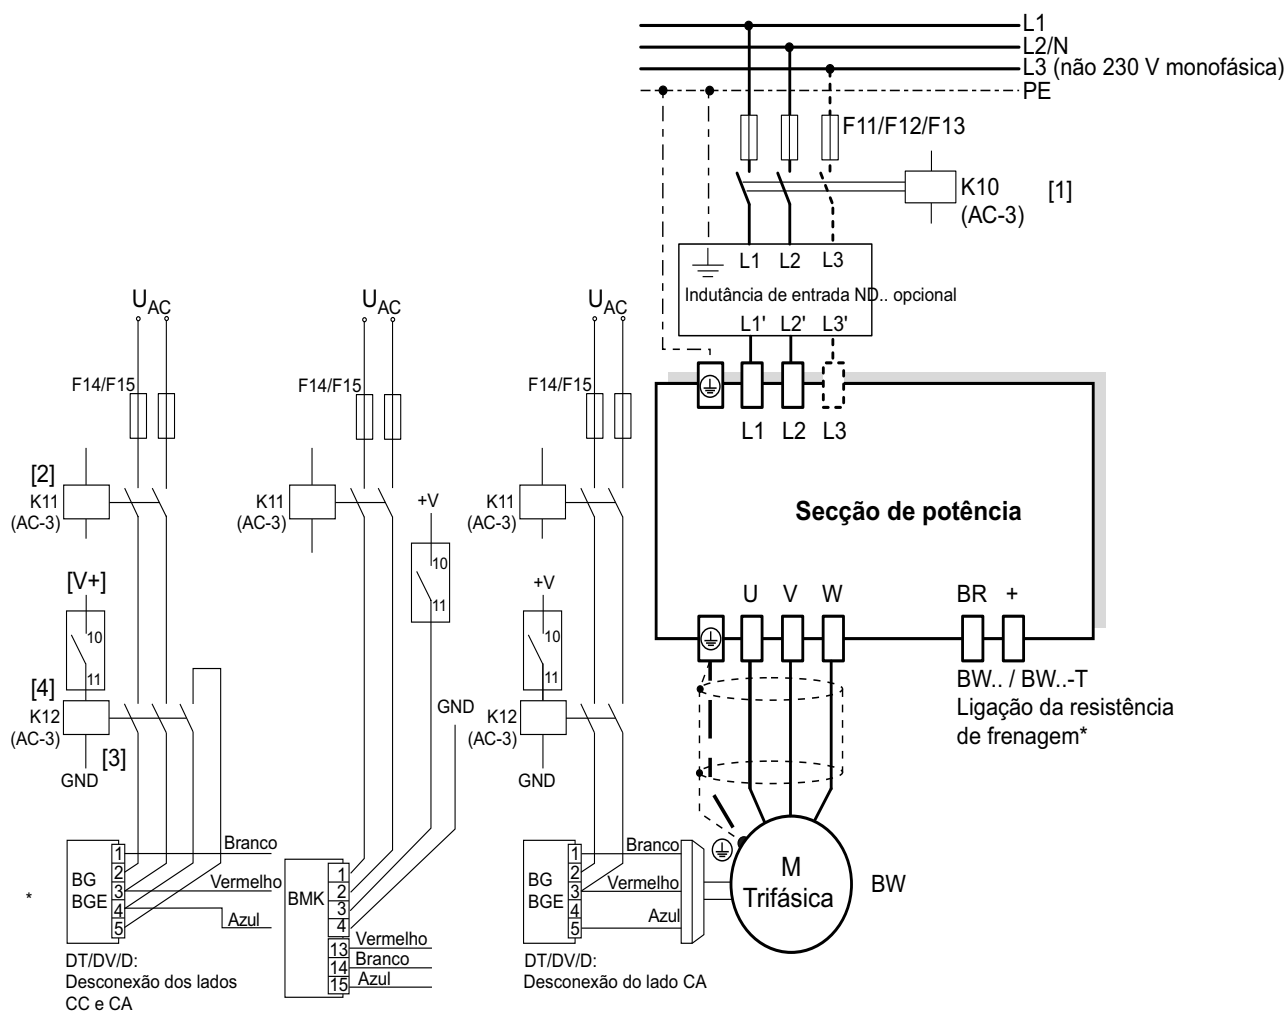 L1
L2/N
L3 (não 230 V monofásica)
PE
F11/F12/F13
K10
(AC-3)
[1]
L1 L2 L3
Indutância de entrada ND.. opcional
L1' L2' L3'
L1 L2 L3
Secção de potência
U V W BR +
BW.. / BW..-T
Ligação da resistência
de frenagem*
M
Trifásica
BW
UAC
F14/F15
[2]
K11
(AC-3)
[V+]
10
11
[4]
K12
(AC-3)
[3]
GND
BG
BGE
1
2
3
4
5
Branco
Vermelho
Azul
*
DT/DV/D:
Desconexão dos lados
CC e CA
UAC
F14/F15
K11
(AC-3)
+V
10
11
GND
BMK
1
2
3
4
13
14
15
Vermelho
Branco
Azul
UAC
F14/F15
K11
(AC-3)
+V
10
11
K12
(AC-3)
GND
BG
BGE
1
2
3
4
5
Branco
Vermelho
Azul
DT/DV/D:
Desconexão do lado CA